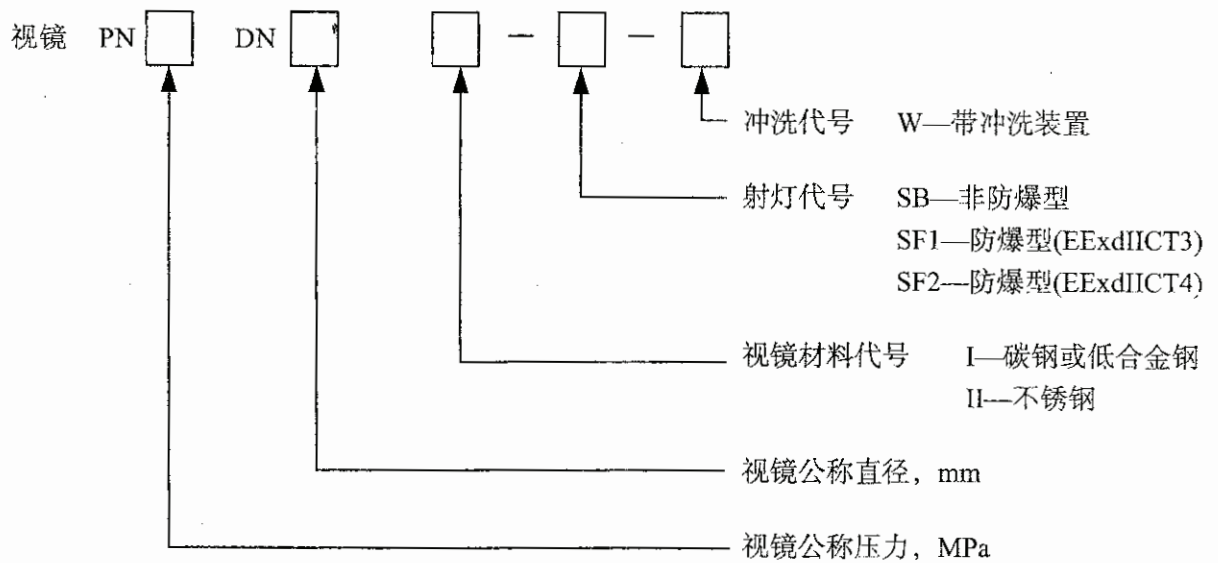 视镜 PN DN — —
冲洗代号 W—带冲洗装置
射灯代号 SB—非防爆型
SF1—防爆型(EExdIICT3)
SF2—防爆型(EExdIICT4)
视镜材料代号 I—碳钢或低合金钢
II—不锈钢
视镜公称直径，mm
视镜公称压力，MPa